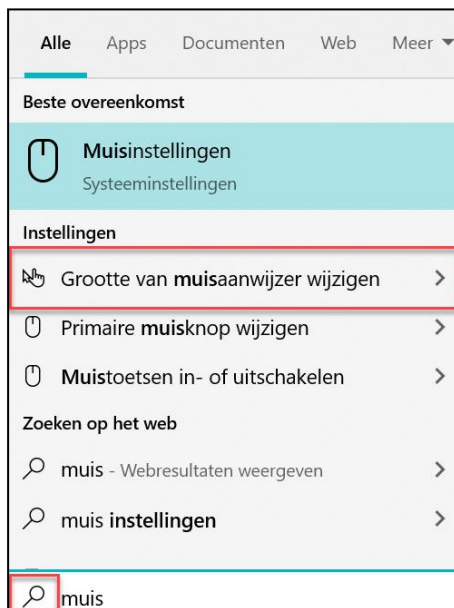 Alle Apps Documenten Web Meer
Beste overeenkomst
Muisinstellingen
Systeeminstellingen
Instellingen
Grootte van muisaanwijzer wijzigen
Primaire muisknop wijzigen
Muistoetsen in- of uitschakelen
Zoeken op het web
muis - Webresultaten weergeven
muis instellingen
muis